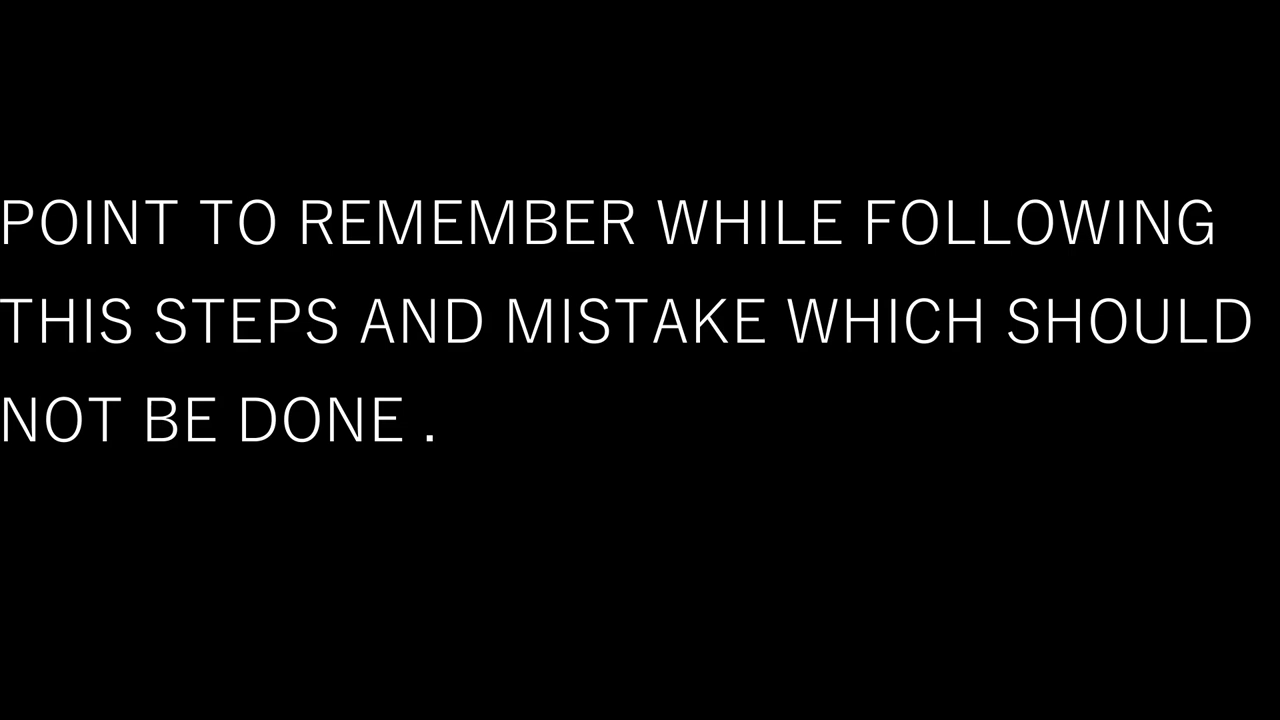 POINT TO REMEMBER WHILE FOLLOWING
THIS STEPS AND MISTAKE WHICH SHOULD
NOT BE DONE .